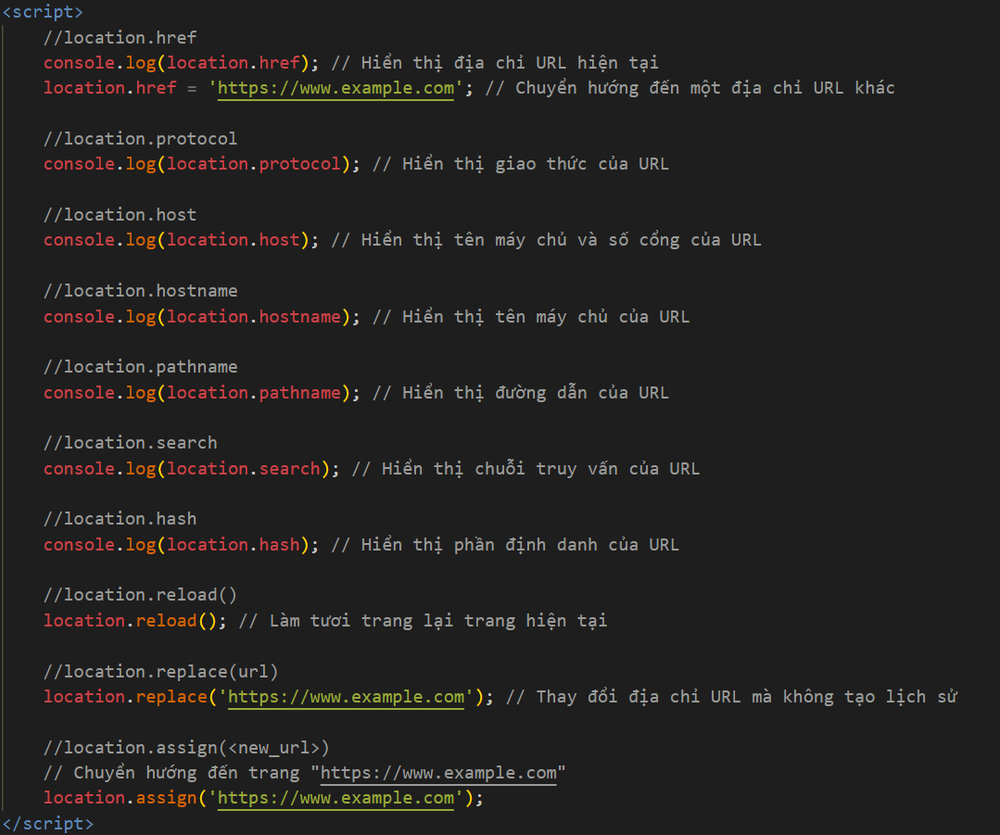 <script>
//location.href
console.log(location.href); // Hiển thị địa chỉ URL hiện tại
location.href = 'https://www.example.com'; // Chuyển hướng đến một địa chỉ URL khác
//location.protocol
console.log(location.protocol); // Hiển thị giao thức của URL
//location.host
console.log(location.host); // Hiển thị tên máy chủ và số cổng của URL
//location.hostname
console.log(location.hostname); // Hiển thị tên máy chủ của URL
//location.pathname
console.log(location.pathname); // Hiển thị đường dẫn của URL
//location.search
console.log(location.search); // Hiển thị chuỗi truy vấn của URL
//location.hash
console.log(location.hash); // Hiển thị phần định danh của URL
//location.reload()
location.reload(); // Làm tươi trang lại trang hiện tại
//location.replace(url)
location.replace('https://www.example.com'); // Thay đổi địa chỉ URL mà không tạo lịch sử
//location.assign(<new_url>)
// Chuyển hướng đến trang "https://www.example.com"
location.assign('https://www.example.com');
</script>